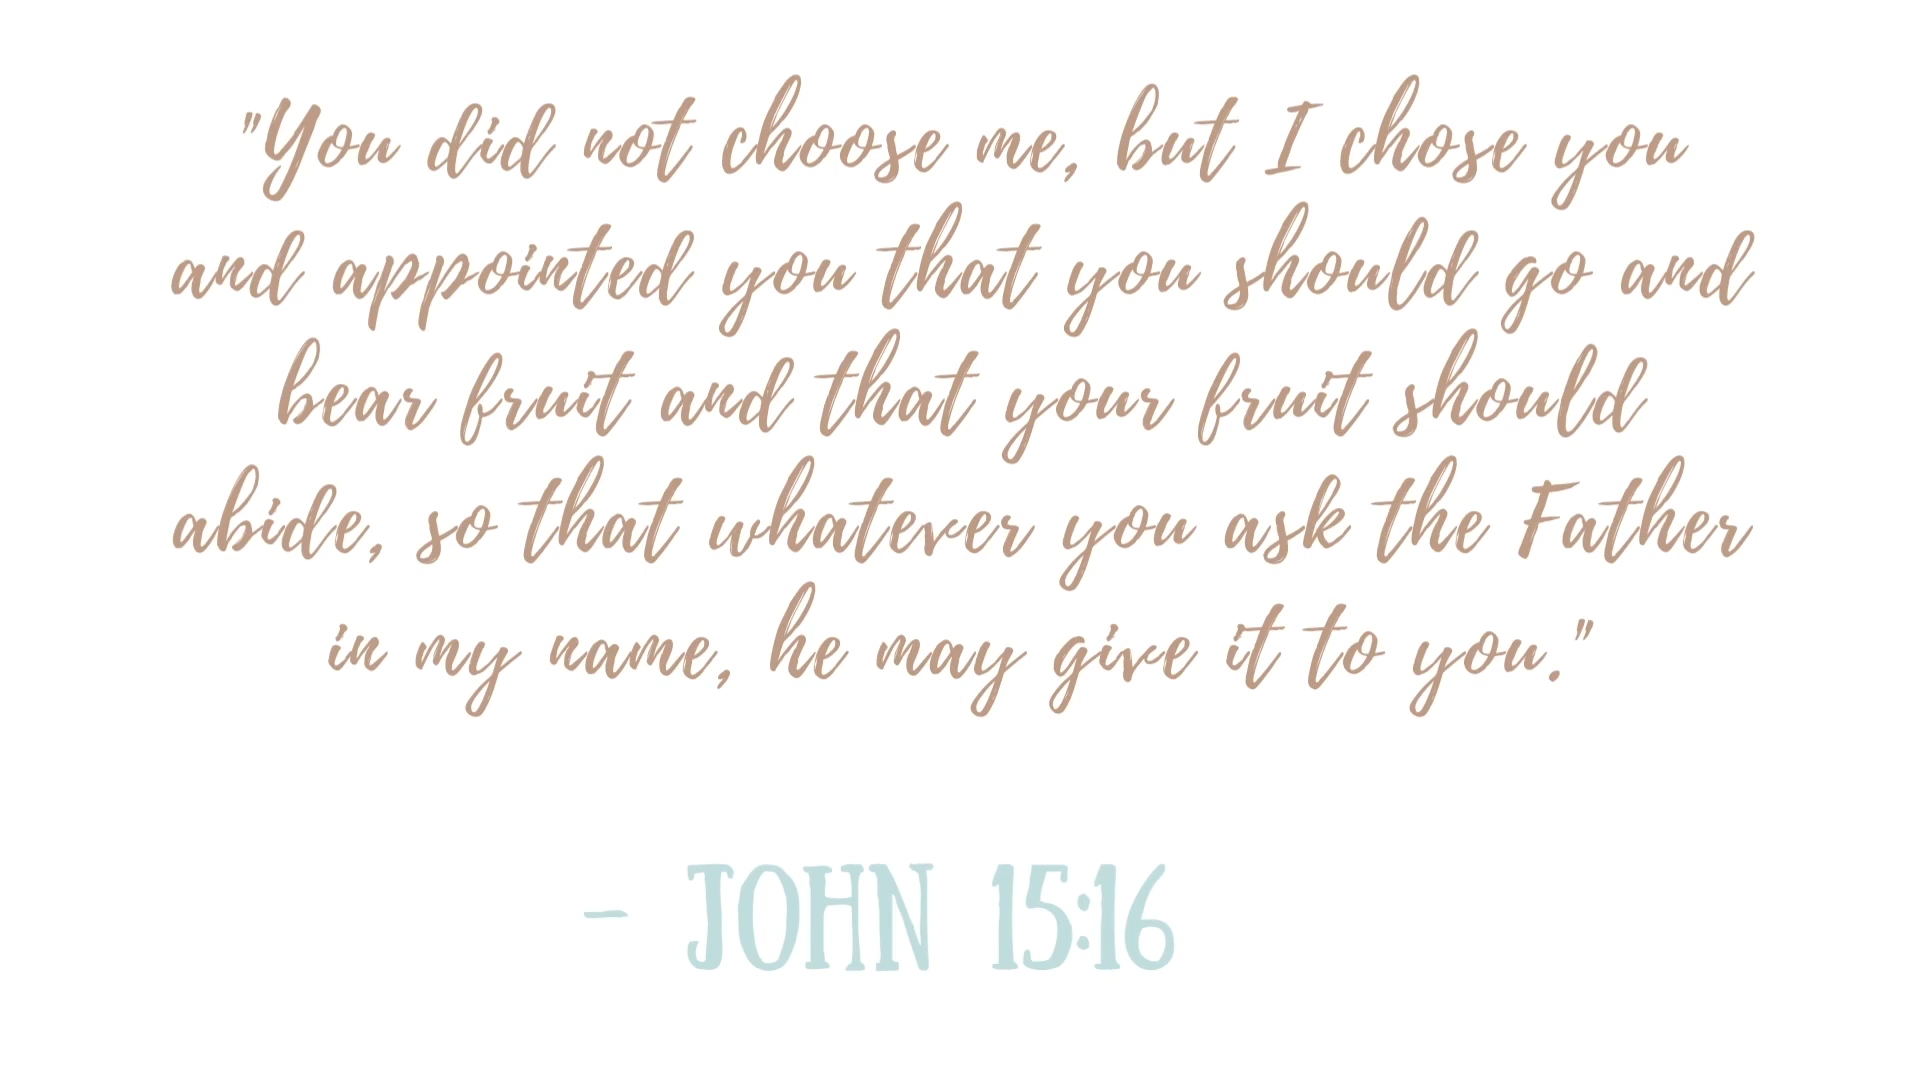 "You did not choose me, but I chose you
and appointed you that you should go and
bear fruit and that your fruit should
abide, so that whatever you ask the Father
in my name, he may give it to you."
- JOHN 15:16